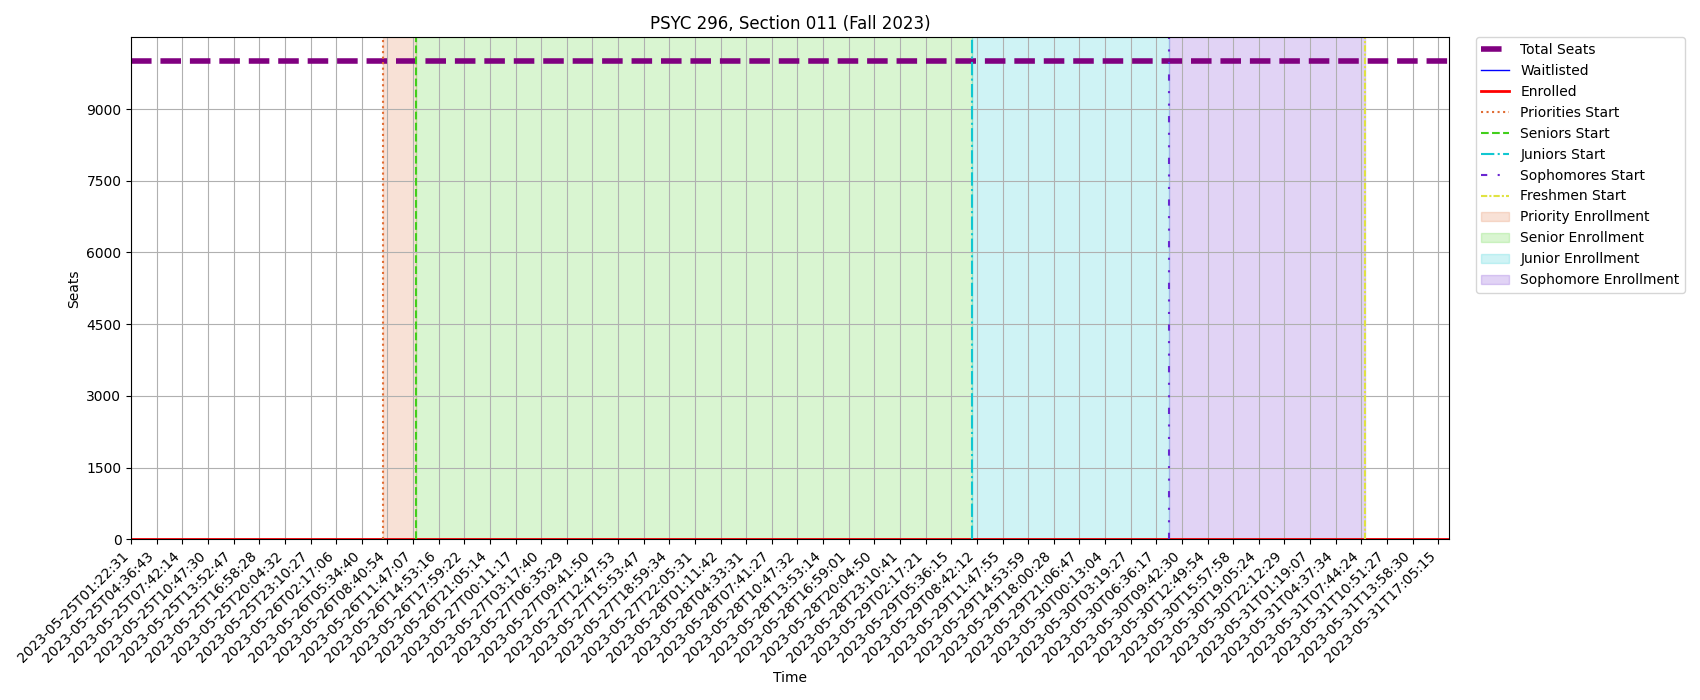 PSYC 296, Section 011 (Fall 2023)
Total Seats
Waitlisted
Enrolled
Priorities Start
Seniors Start
Juniors Start
Sophomores Start
Freshmen Start
Priority Enrollment
Senior Enrollment
Junior Enrollment
Sophomore Enrollment
Seats
9000
7500
6000
4500
3000
1500
0
2023-05-25T01:22:31
2023-05-25T04:36:43
2023-05-25T07:42:14
2023-05-25T10:47:30
2023-05-25T13:52:47
2023-05-25T16:58:28
2023-05-25T20:04:32
2023-05-25T23:10:27
2023-05-26T02:17:06
2023-05-26T05:34:40
2023-05-26T08:40:54
2023-05-26T11:47:07
2023-05-26T14:53:16
2023-05-26T17:59:22
2023-05-26T21:05:14
2023-05-27T00:11:17
2023-05-27T03:17:40
2023-05-27T06:35:29
2023-05-27T09:41:50
2023-05-27T12:47:53
2023-05-27T15:53:47
2023-05-27T18:59:34
2023-05-27T22:05:31
2023-05-28T01:11:42
2023-05-28T04:33:31
2023-05-28T07:41:27
2023-05-28T10:47:32
2023-05-28T13:53:14
2023-05-28T16:59:01
2023-05-28T20:04:50
2023-05-28T23:10:41
2023-05-29T02:17:21
2023-05-29T05:36:15
2023-05-29T08:42:12
2023-05-29T11:47:55
2023-05-29T14:53:59
2023-05-29T18:00:28
2023-05-29T21:06:47
2023-05-30T00:13:04
2023-05-30T03:19:27
2023-05-30T06:36:17
2023-05-30T09:42:30
2023-05-30T12:49:54
2023-05-30T15:57:58
2023-05-30T19:05:24
2023-05-30T22:12:29
2023-05-31T01:19:07
2023-05-31T04:37:34
2023-05-31T07:44:24
2023-05-31T10:51:27
2023-05-31T13:58:30
2023-05-31T17:05:15
Time